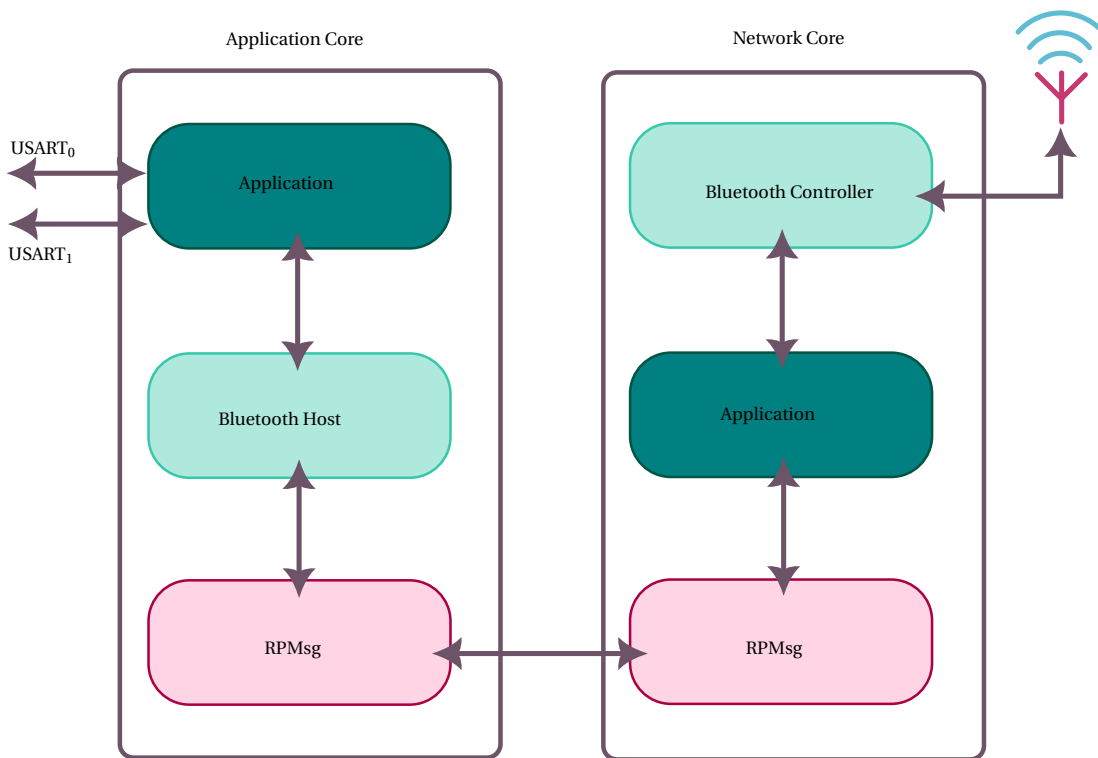 Application Core
Network Core
USART₀
Application
Bluetooth Controller
USART₁
Bluetooth Host
Application
RPMsg
RPMsg